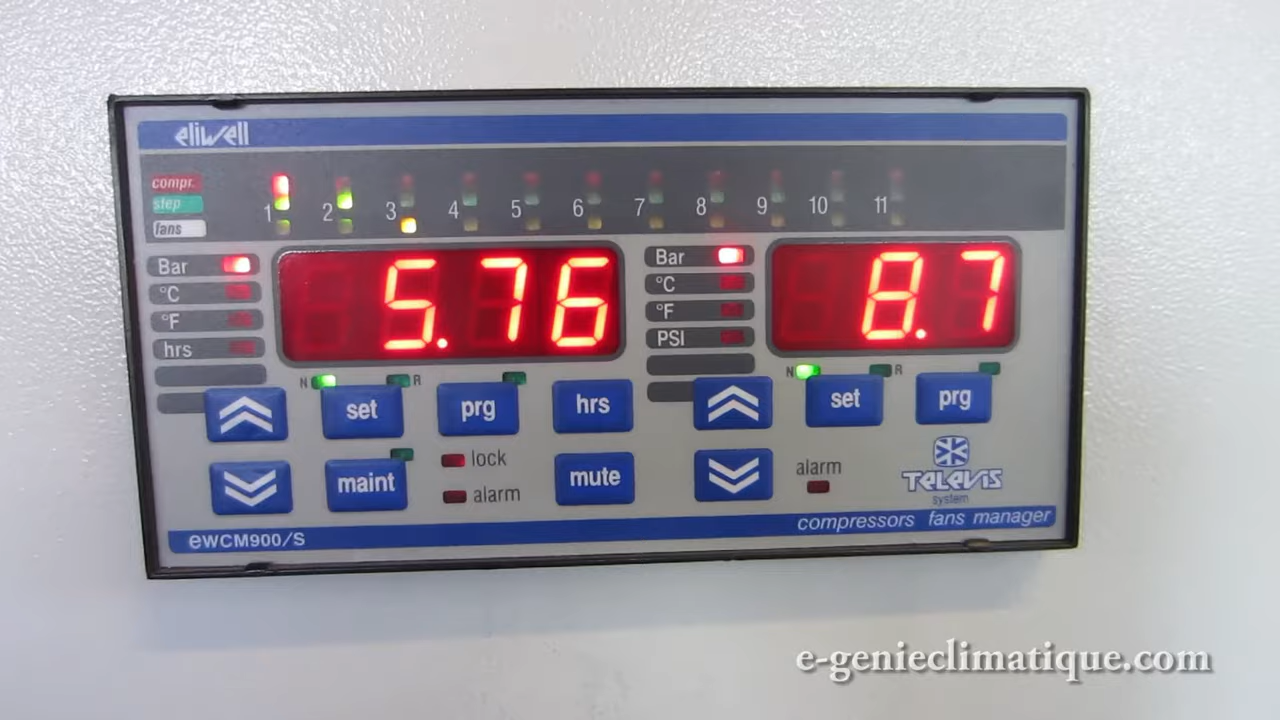 eliwell
compr.
step
fans
1 2 3 4 5 6 7 8 9 10 11
Bar
°C
°F
hrs
5.76
Bar
°C
°F
PSI
8.7
N R
set
prg
hrs
N R
set
prg
maint
lock
alarm
mute
alarm
TELEVIS
system
compressors fans manager
eWCM900/S
e-genieclimatique.com